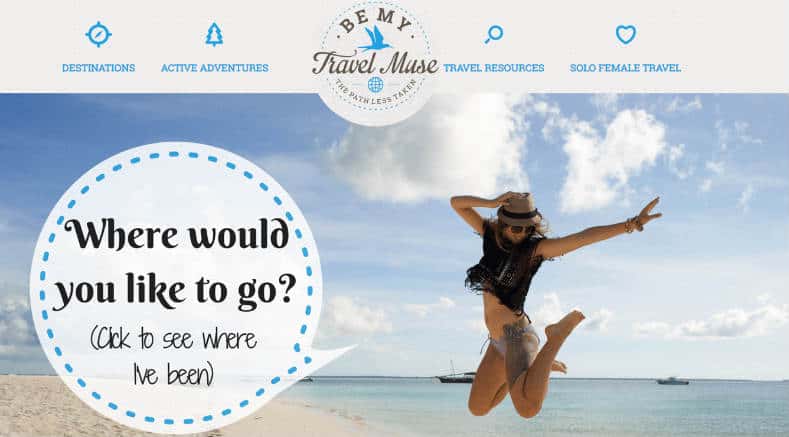 DESTINATIONS
ACTIVE ADVENTURES
BE MY
Travel Muse
THE PATH LESS TAKEN
TRAVEL RESOURCES
SOLO FEMALE TRAVEL
Where would
you like to go?
(Click to see where
I've been)